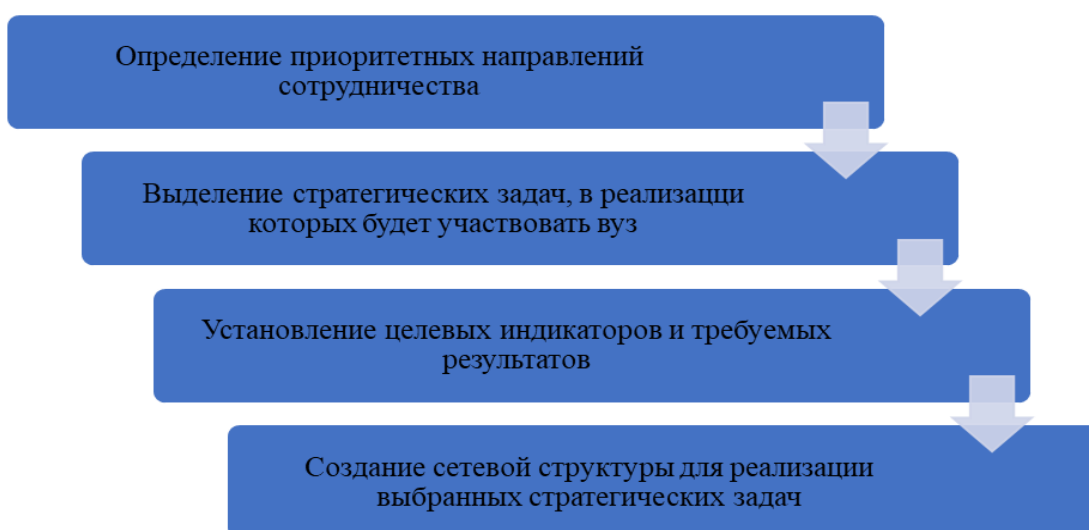 Определение приоритетных направлений
сотрудничества
Выделение стратегических задач, в реализацци
которых будет участвовать вуз
Установление целевых индикаторов и требуемых
результатов
Создание сетевой структуры для реализации
выбранных стратегических задач